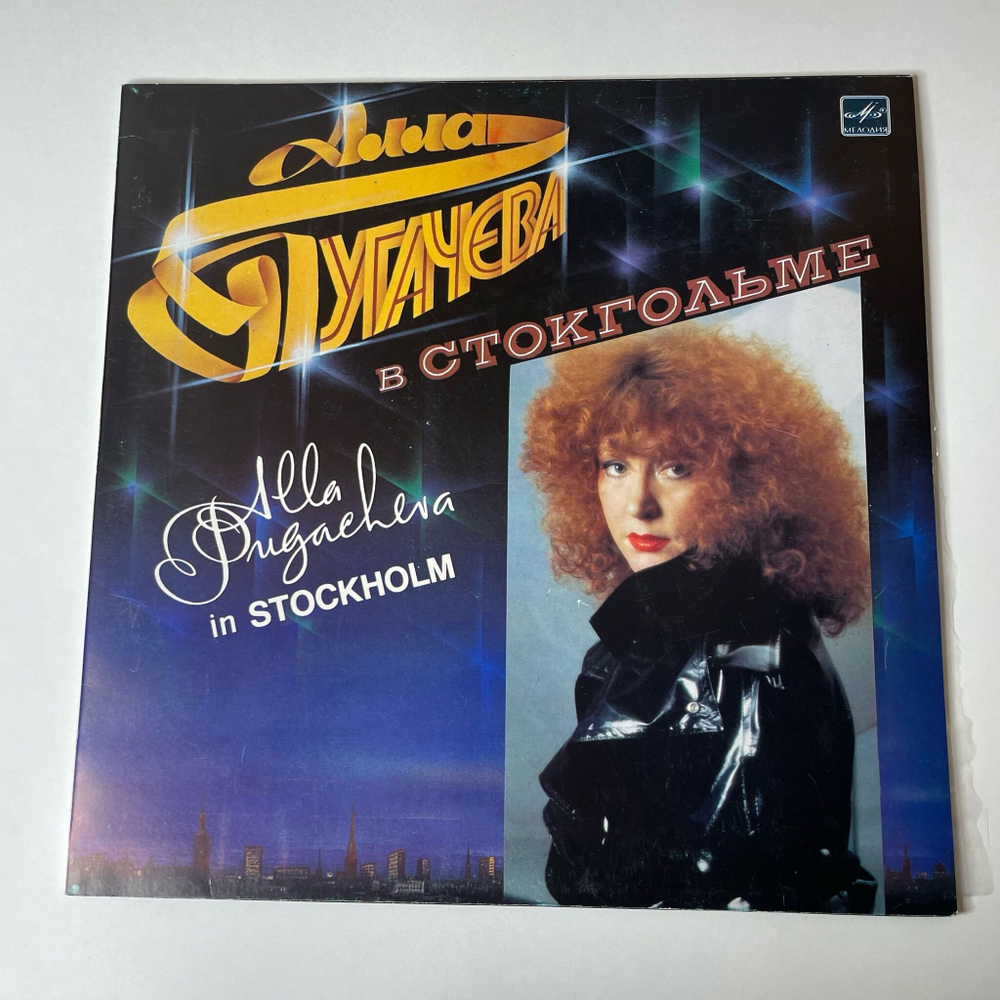 Алла
Пугачева
в СТОКГОЛЬМЕ
МЕЛОДИЯ
Alla
Pugacheva
in STOCKHOLM